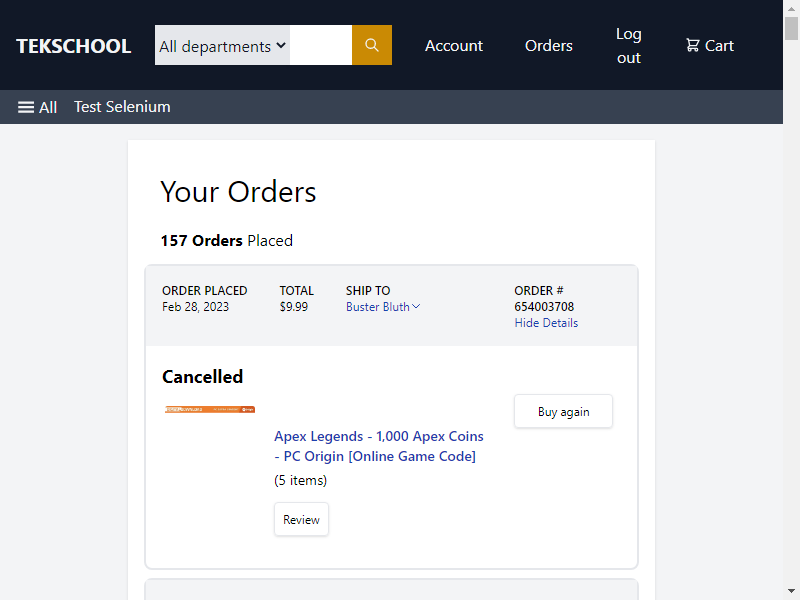 TEKSCHOOL
All departments
Account
Orders
Log
out
Cart
All
Test Selenium
Your Orders
157 Orders Placed
ORDER PLACED
Feb 28, 2023
TOTAL
$9.99
SHIP TO
Buster Bluth
ORDER #
654003708
Hide Details
Cancelled
Buy again
Apex Legends - 1,000 Apex Coins
- PC Origin [Online Game Code]
(5 items)
Review